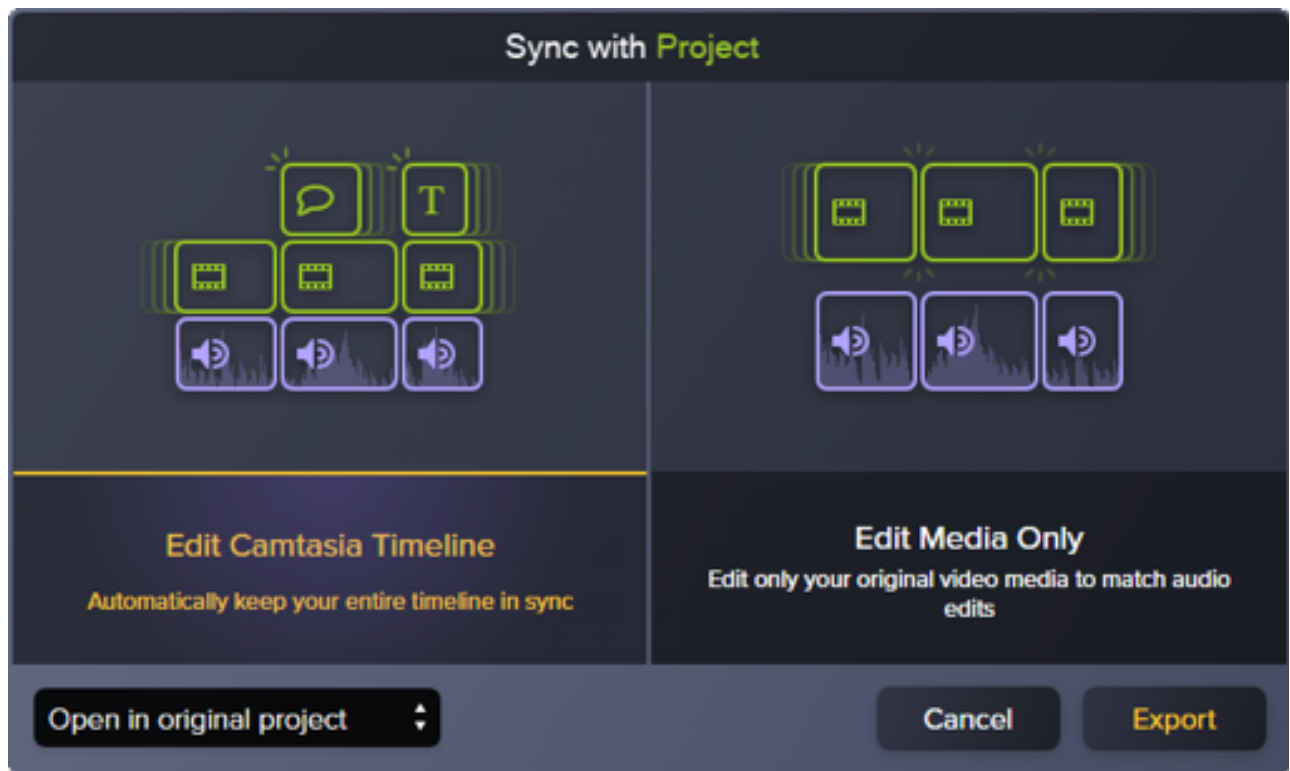 Sync with Project
T
Edit Camtasia Timeline
Automatically keep your entire timeline in sync
Edit Media Only
Edit only your original video media to match audio
edits
Open in original project
Cancel
Export